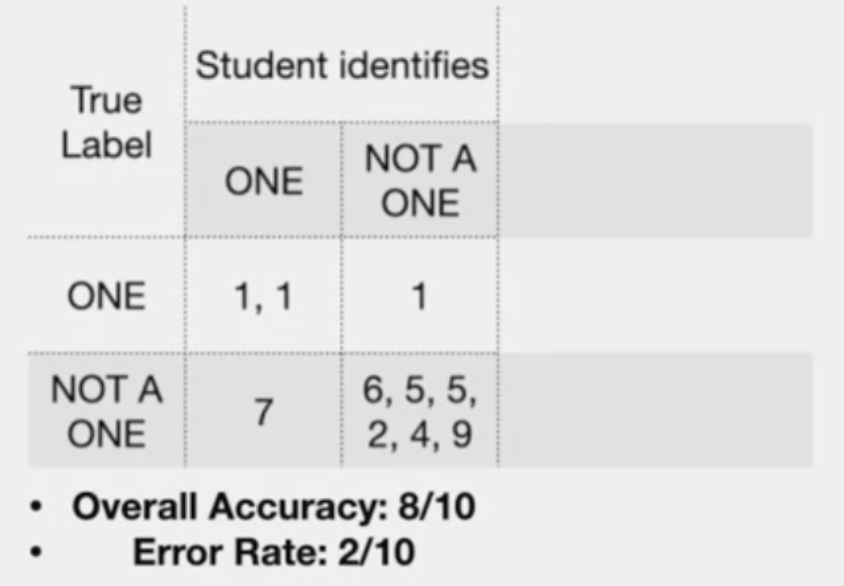 Student identifies
True
Label
ONE
NOT A
ONE
ONE
1, 1
1
NOT A
ONE
7
6, 5, 5,
2, 4, 9
• Overall Accuracy: 8/10
• Error Rate: 2/10